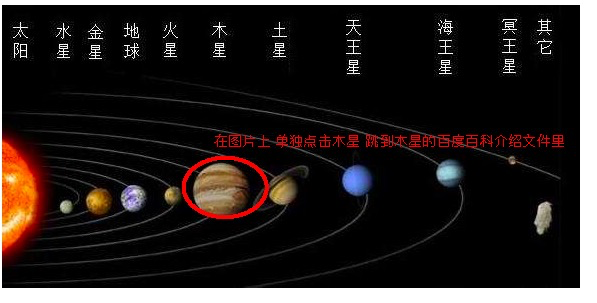 太阳
水星
金星
地球
火星
木星
土星
天王星
海王星
冥王星
其它
在图片上 单独点击木星 跳到木星的百度百科介绍文件里